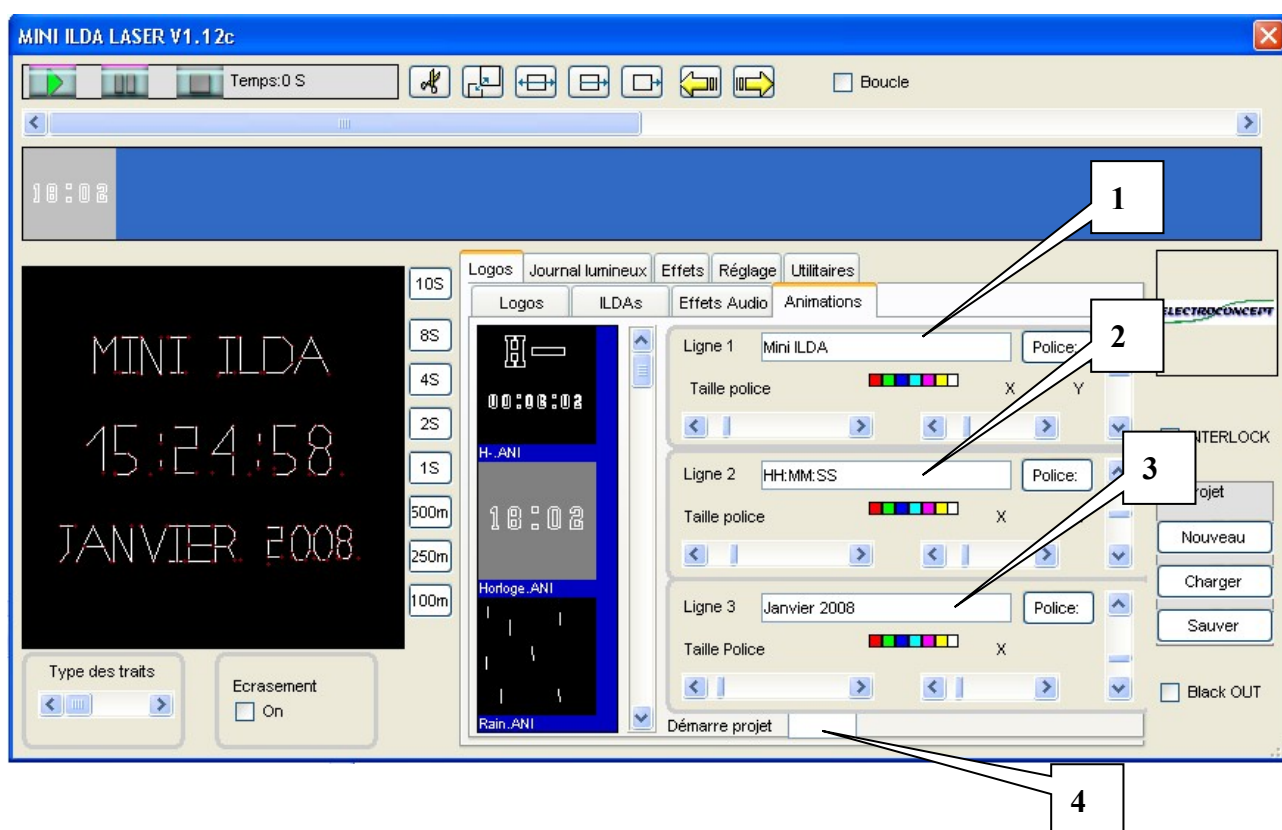 MINI ILDA LASER V1.12c
Temps:0 S
Boucle
18:02
1
Logos Journal lumineux Effets Réglage Utilitaires
Logos ILDAs Effets Audio Animations
10S
8S
4S
2S
1S
500m
250m
100m
MINI ILDA
15:24:58
JANVIER 2008
H-
00:08:02
H-.ANI
18:02
Horloge.ANI
Rain.ANI
Ligne 1 Mini ILDA Police:
Taille police X Y
2
Ligne 2 HH:MM:SS Police:
Taille police X
3
Ligne 3 Janvier 2008 Police:
Taille Police X
Démarre projet
4
ELECTROCONCEPT
NTERLOCK
rojet
Nouveau
Charger
Sauver
Black OUT
Type des traits
Ecrasement
On